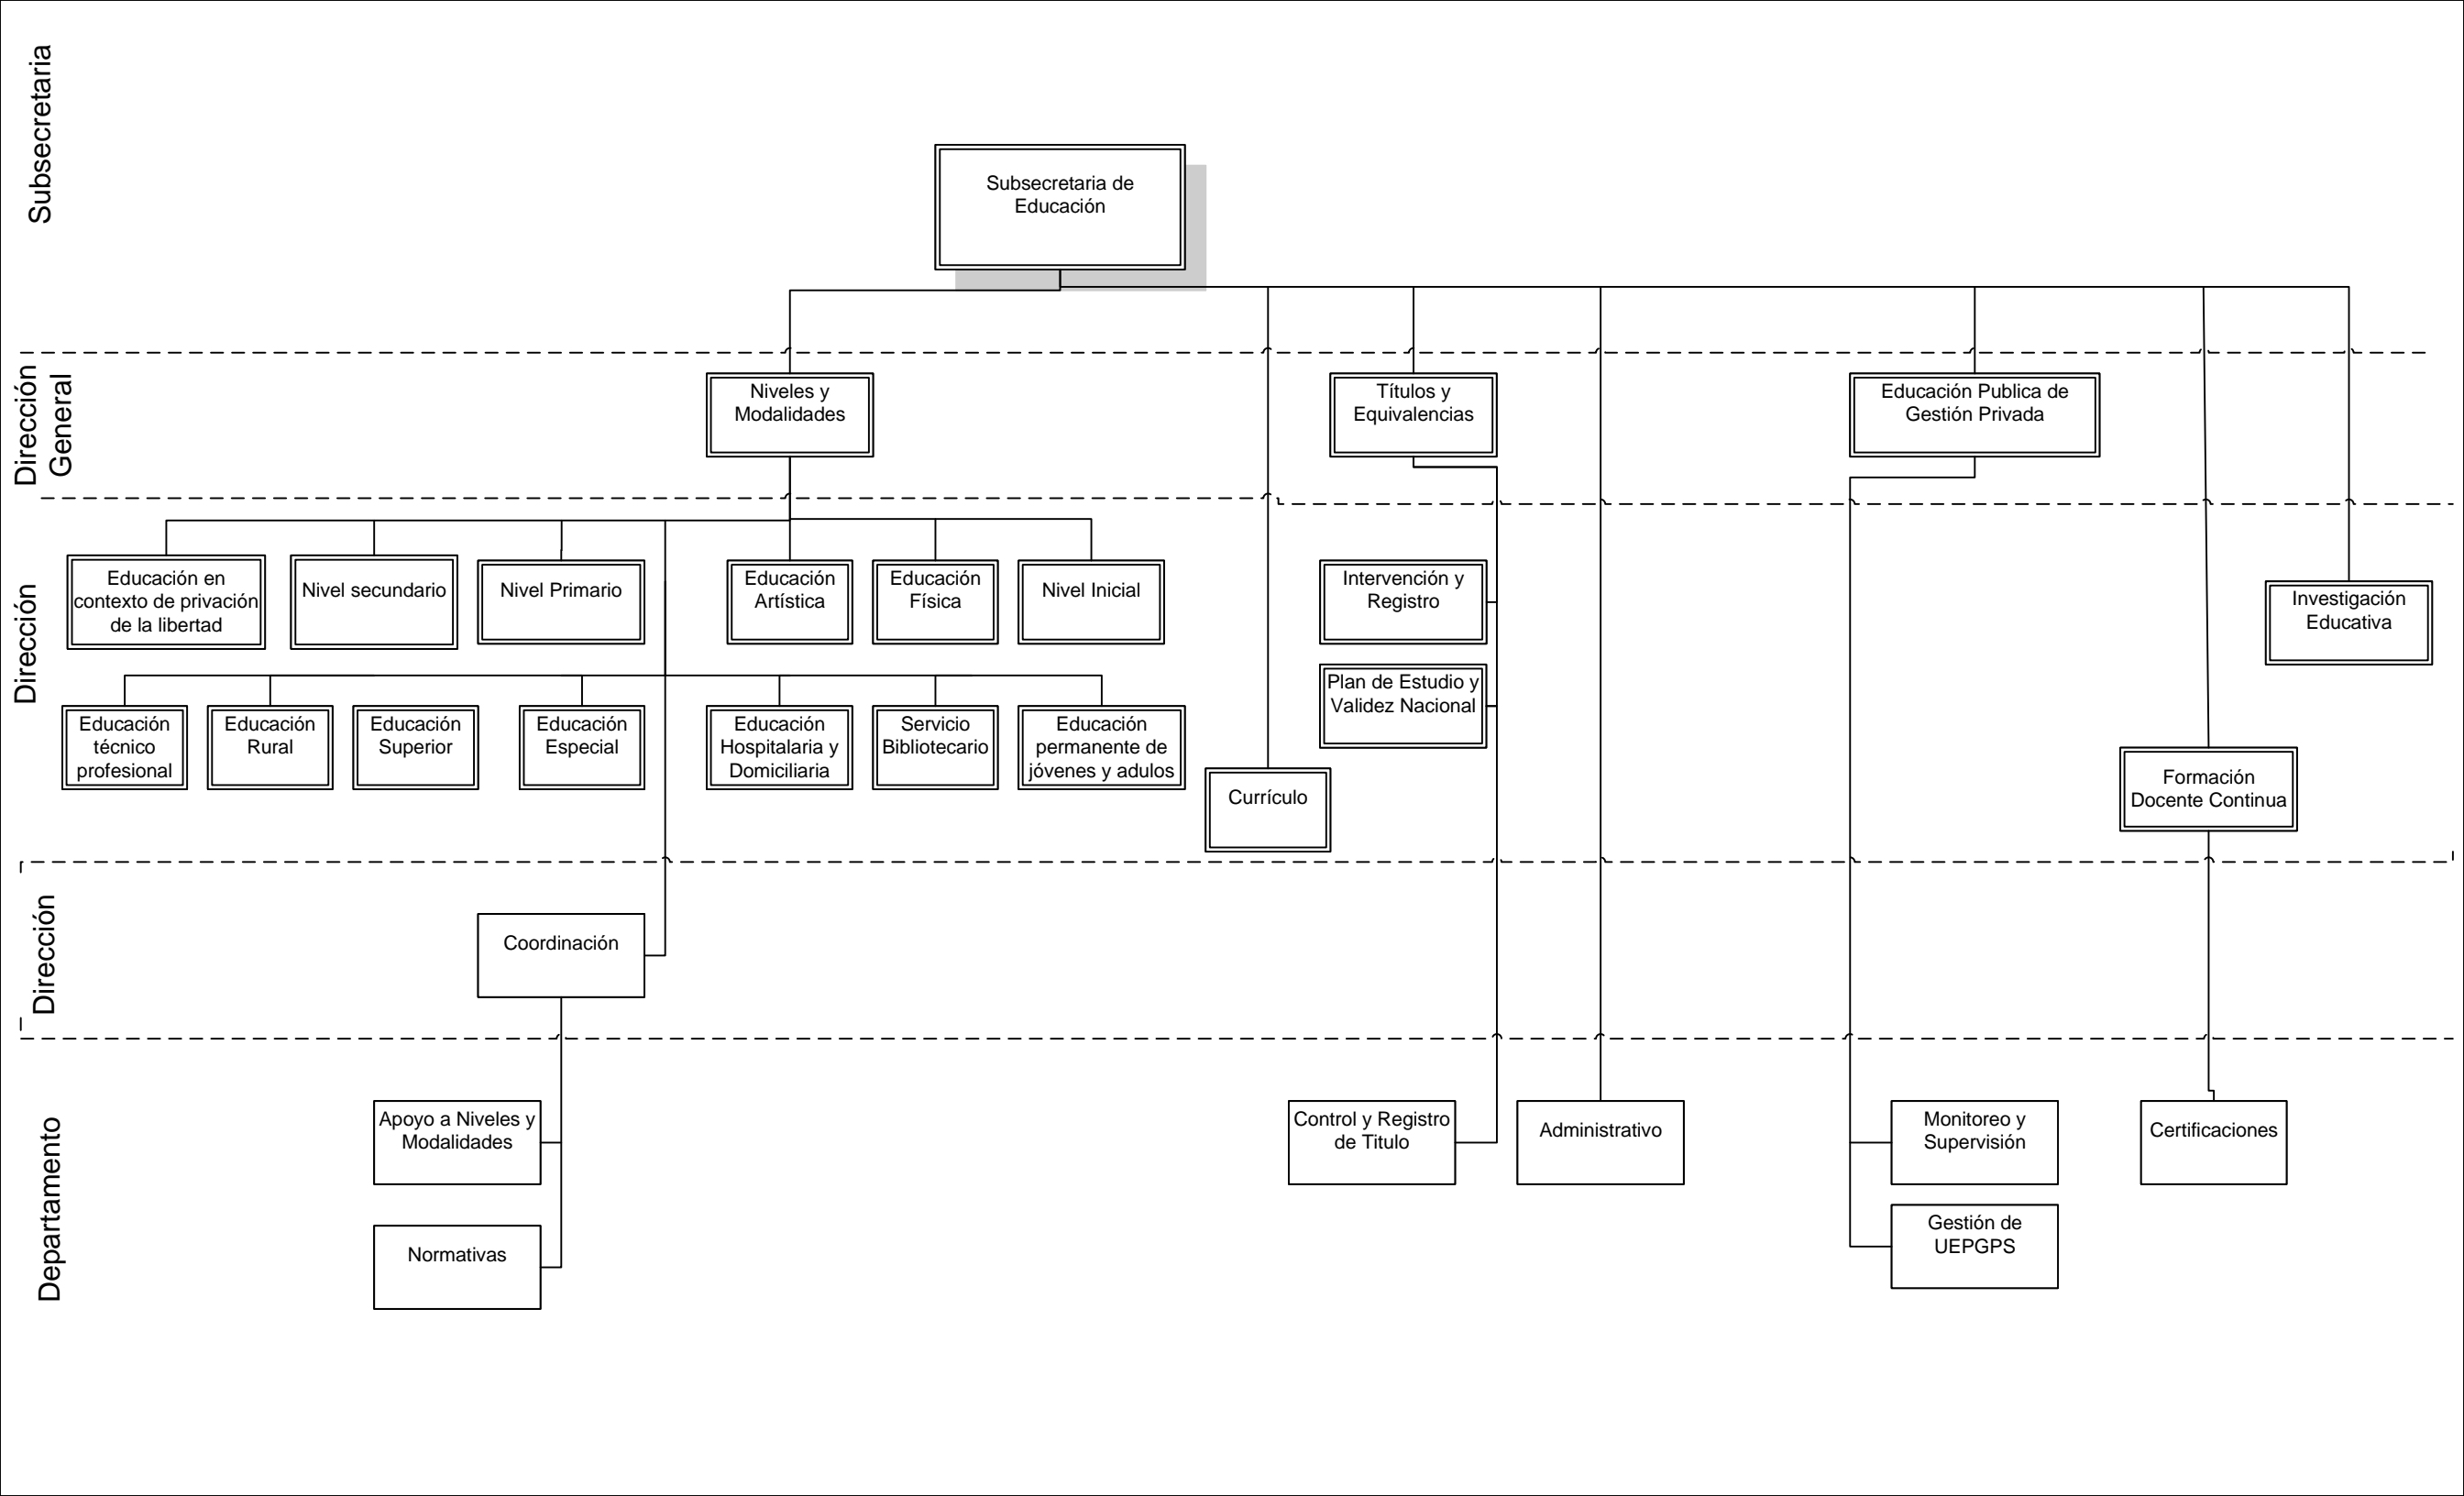 Subsecretaria
Subsecretaria de
Educación
Dirección
General
Niveles y
Modalidades
Títulos y
Equivalencias
Educación Publica de
Gestión Privada
Dirección
Educación en
contexto de privación
de la libertad
Nivel secundario
Nivel Primario
Educación
Artística
Educación
Física
Nivel Inicial
Intervención y
Registro
Investigación
Educativa
Plan de Estudio y
Validez Nacional
Educación
técnico
profesional
Educación
Rural
Educación
Superior
Educación
Especial
Educación
Hospitalaria y
Domiciliaria
Servicio
Bibliotecario
Educación
permanente de
jóvenes y adulos
Currículo
Formación
Docente Continua
Dirección
Coordinación
Departamento
Apoyo a Niveles y
Modalidades
Control y Registro
de Titulo
Administrativo
Monitoreo y
Supervisión
Certificaciones
Normativas
Gestión de
UEPGPS